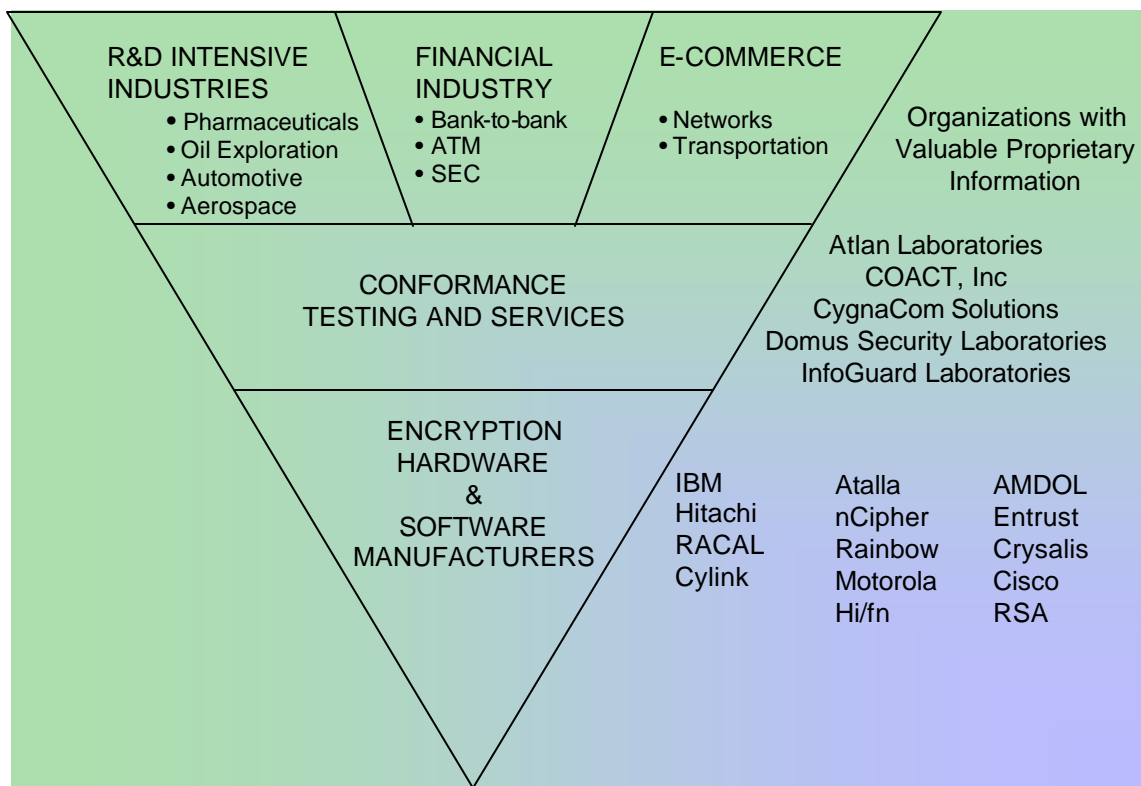 R&D INTENSIVE
INDUSTRIES
• Pharmaceuticals
• Oil Exploration
• Automotive
• Aerospace
FINANCIAL
INDUSTRY
• Bank-to-bank
• ATM
• SEC
E-COMMERCE
• Networks
• Transportation
Organizations with
Valuable Proprietary
Information
CONFORMANCE
TESTING AND SERVICES
Atlan Laboratories
COACT, Inc
CygnaCom Solutions
Domus Security Laboratories
InfoGuard Laboratories
ENCRYPTION
HARDWARE
&
SOFTWARE
MANUFACTURERS
IBM
Hitachi
RACAL
Cylink
Atalla
nCipher
Rainbow
Motorola
Hi/fn
AMDOL
Entrust
Crysalis
Cisco
RSA